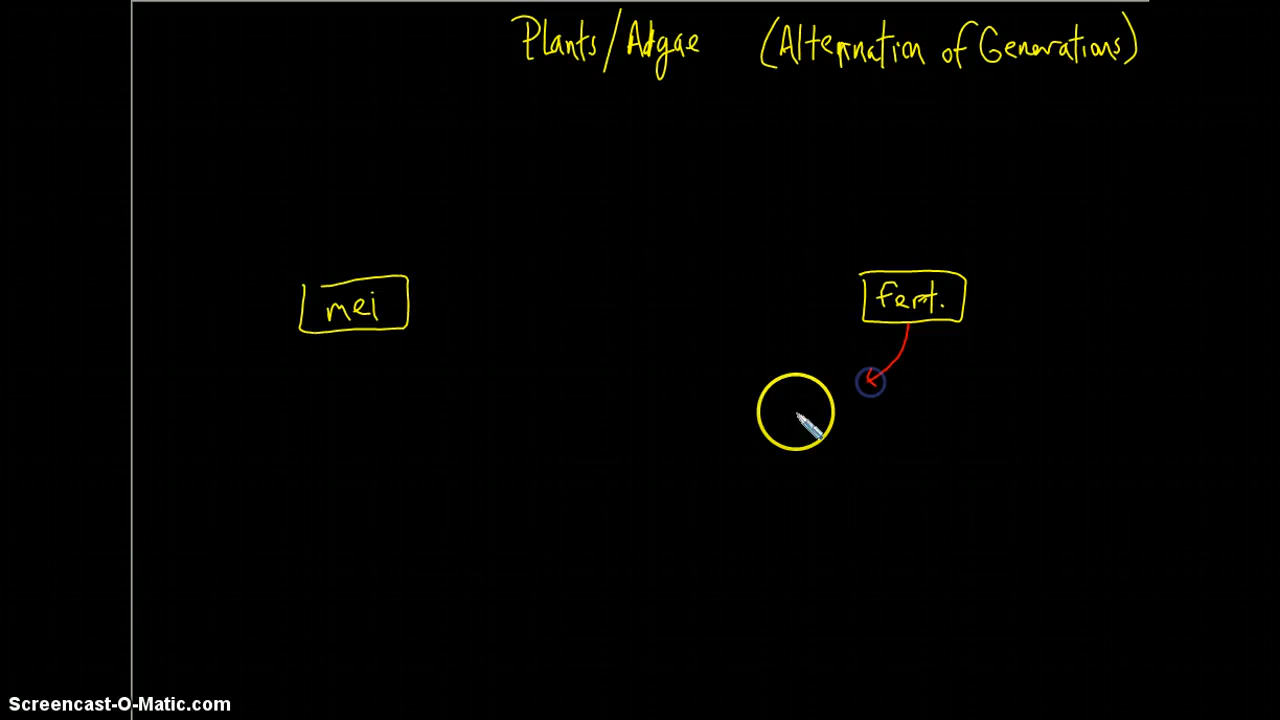 Plants/Algae (Alternation of Generations)
mei
fert.
Screencast-O-Matic.com